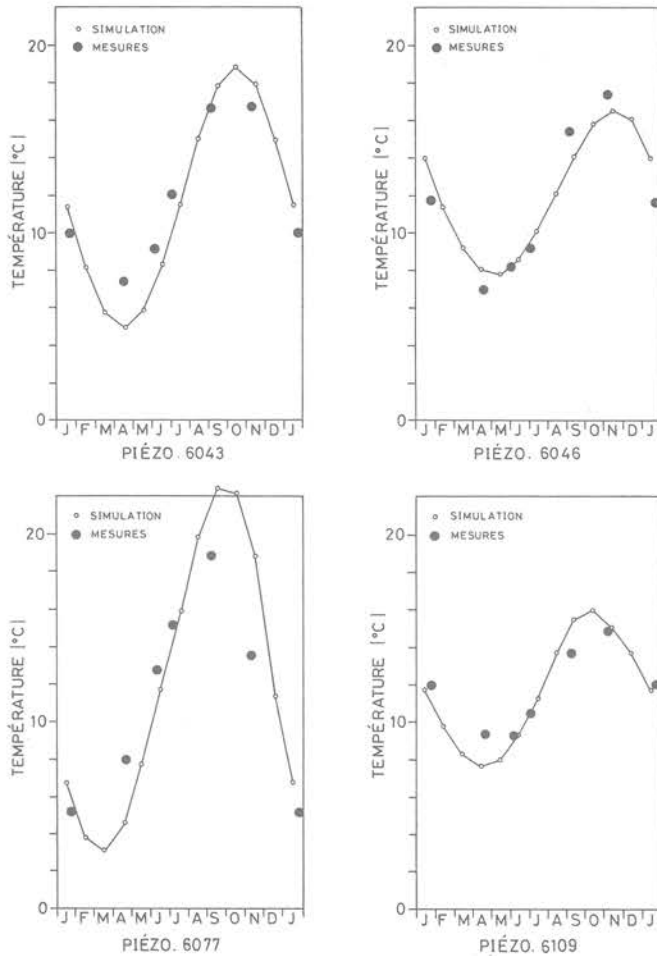 20
10
0
TEMPÉRATURE [°C]
SIMULATION
MESURES
J F M A M J J A S O N D J
PIÉZO. 6043
20
10
0
TEMPÉRATURE [°C]
SIMULATION
MESURES
J F M A M J J A S O N D J
PIÉZO. 6046
20
10
0
TEMPÉRATURE [°C]
SIMULATION
MESURES
J F M A M J J A S O N D J
PIÉZO. 6077
20
10
0
TEMPÉRATURE [°C]
SIMULATION
MESURES
J F M A M J J A S O N D J
PIÉZO. 6109